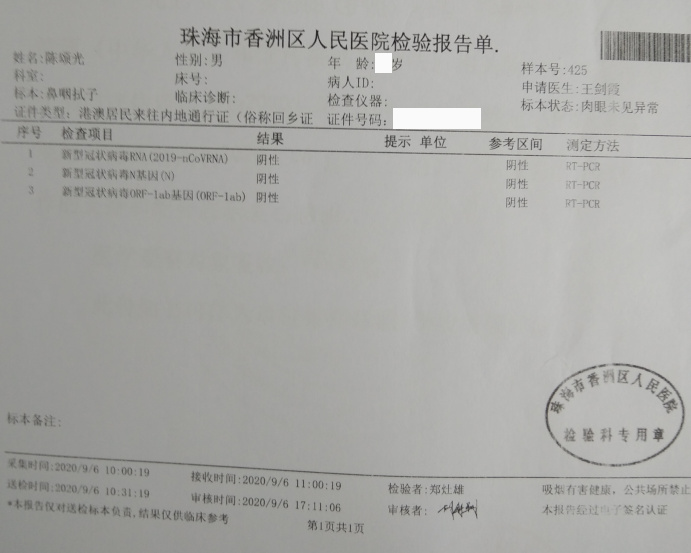 珠海市香洲区人民医院检验报告单.
姓名:陈颂光 性别:男 年 龄: 岁 样本号:425
科室: 床号: 病人ID: 申请医生:王剑霞
标本:鼻咽拭子 临床诊断: 检查仪器: 标本状态:肉眼未见异常
证件类型: 港澳居民来往内地通行证（俗称回乡证 证件号码:
序号 检查项目 结果 提示 单位 参考区间 测定方法
1 新型冠状病毒RNA(2019-nCoVRNA) 阴性 阴性 RT-PCR
2 新型冠状病毒N基因(N) 阴性 阴性 RT-PCR
3 新型冠状病毒ORF-lab基因(ORF-lab) 阴性 阴性 RT-PCR
珠海市香洲区人民医院
检验科专用章
标本备注:
采集时间:2020/9/6 10:00:19 接收时间:2020/9/6 11:00:19 检验者:郑灶雄 吸烟有害健康，公共场所禁止
送检时间:2020/9/6 10:31:19 审核时间:2020/9/6 17:11:06 审核者: 本报告经过电子签名认证
*本报告仅对送检标本负责,结果仅供临床参考 第1页共1页